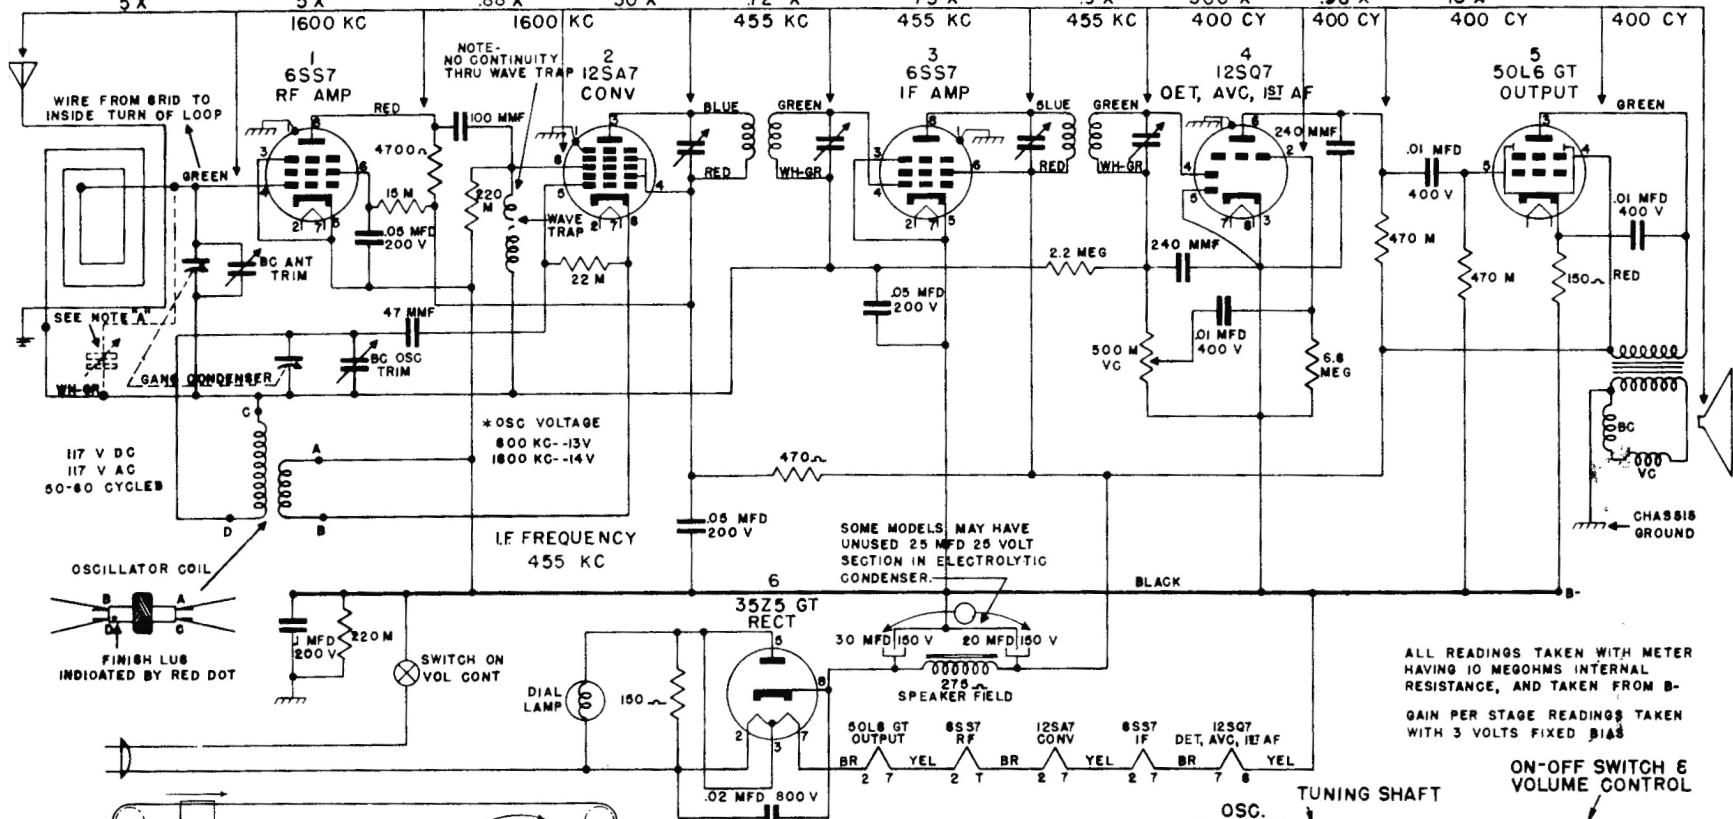 1600 KC
1600 KC
455 KC
455 KC
455 KC
400 CY
400 CY
400 CY
400 CY
NOTE-
NO CONTINUITY
THRU WAVE TRAP
1
6SS7
RF AMP
2
12SA7
CONV
3
6SS7
IF AMP
4
12SQ7
DET, AVC, 1ST AF
5
50L6 GT
OUTPUT
WIRE FROM GRID TO
INSIDE TURN OF LOOP
RED
100 MMF
BLUE
GREEN
BLUE
GREEN
240 MMF
GREEN
GREEN
4700Ω
15 M
.05 MFD
200 V
220
M
WAVE
TRAP
RED
WH-GR
RED
WH-GR
.01 MFD
400 V
.01 MFD
400 V
BC ANT
TRIM
22 M
2.2 MEG
240 MMF
470 M
470 M
150Ω
RED
SEE NOTE "A"
47 MMF
.05 MFD
200 V
.01 MFD
400 V
BC OSC
TRIM
500 M
VC
6.8
MEG
GANG CONDENSER
WH-GR
C
* OSC VOLTAGE
600 KC--13V
1600 KC--14V
BC
VC
117 V DC
117 V AC
50-60 CYCLES
A
D
B
470Ω
I.F. FREQUENCY
455 KC
.05 MFD
200 V
SOME MODELS MAY HAVE
UNUSED 25 MFD 25 VOLT
SECTION IN ELECTROLYTIC
CONDENSER.
CHASSIS
GROUND
OSCILLATOR COIL
B
A
D
C
FINISH LUG
INDICATED BY RED DOT
BLACK
B-
.1 MFD
200 V
220 M
SWITCH ON
VOL CONT
6
35Z5 GT
RECT
30 MFD 150 V
20 MFD 150 V
275Ω
SPEAKER FIELD
DIAL
LAMP
150Ω
ALL READINGS TAKEN WITH METER
HAVING 10 MEGOHMS INTERNAL
RESISTANCE, AND TAKEN FROM B-
GAIN PER STAGE READINGS TAKEN
WITH 3 VOLTS FIXED BIAS
50L6 GT
OUTPUT
6SS7
RF
12SA7
CONV
6SS7
IF
12SQ7
DET, AVC, 1ST AF
BR
YEL
BR
YEL
BR
YEL
.02 MFD 600 V
OSC.
TUNING SHAFT
ON-OFF SWITCH &
VOLUME CONTROL